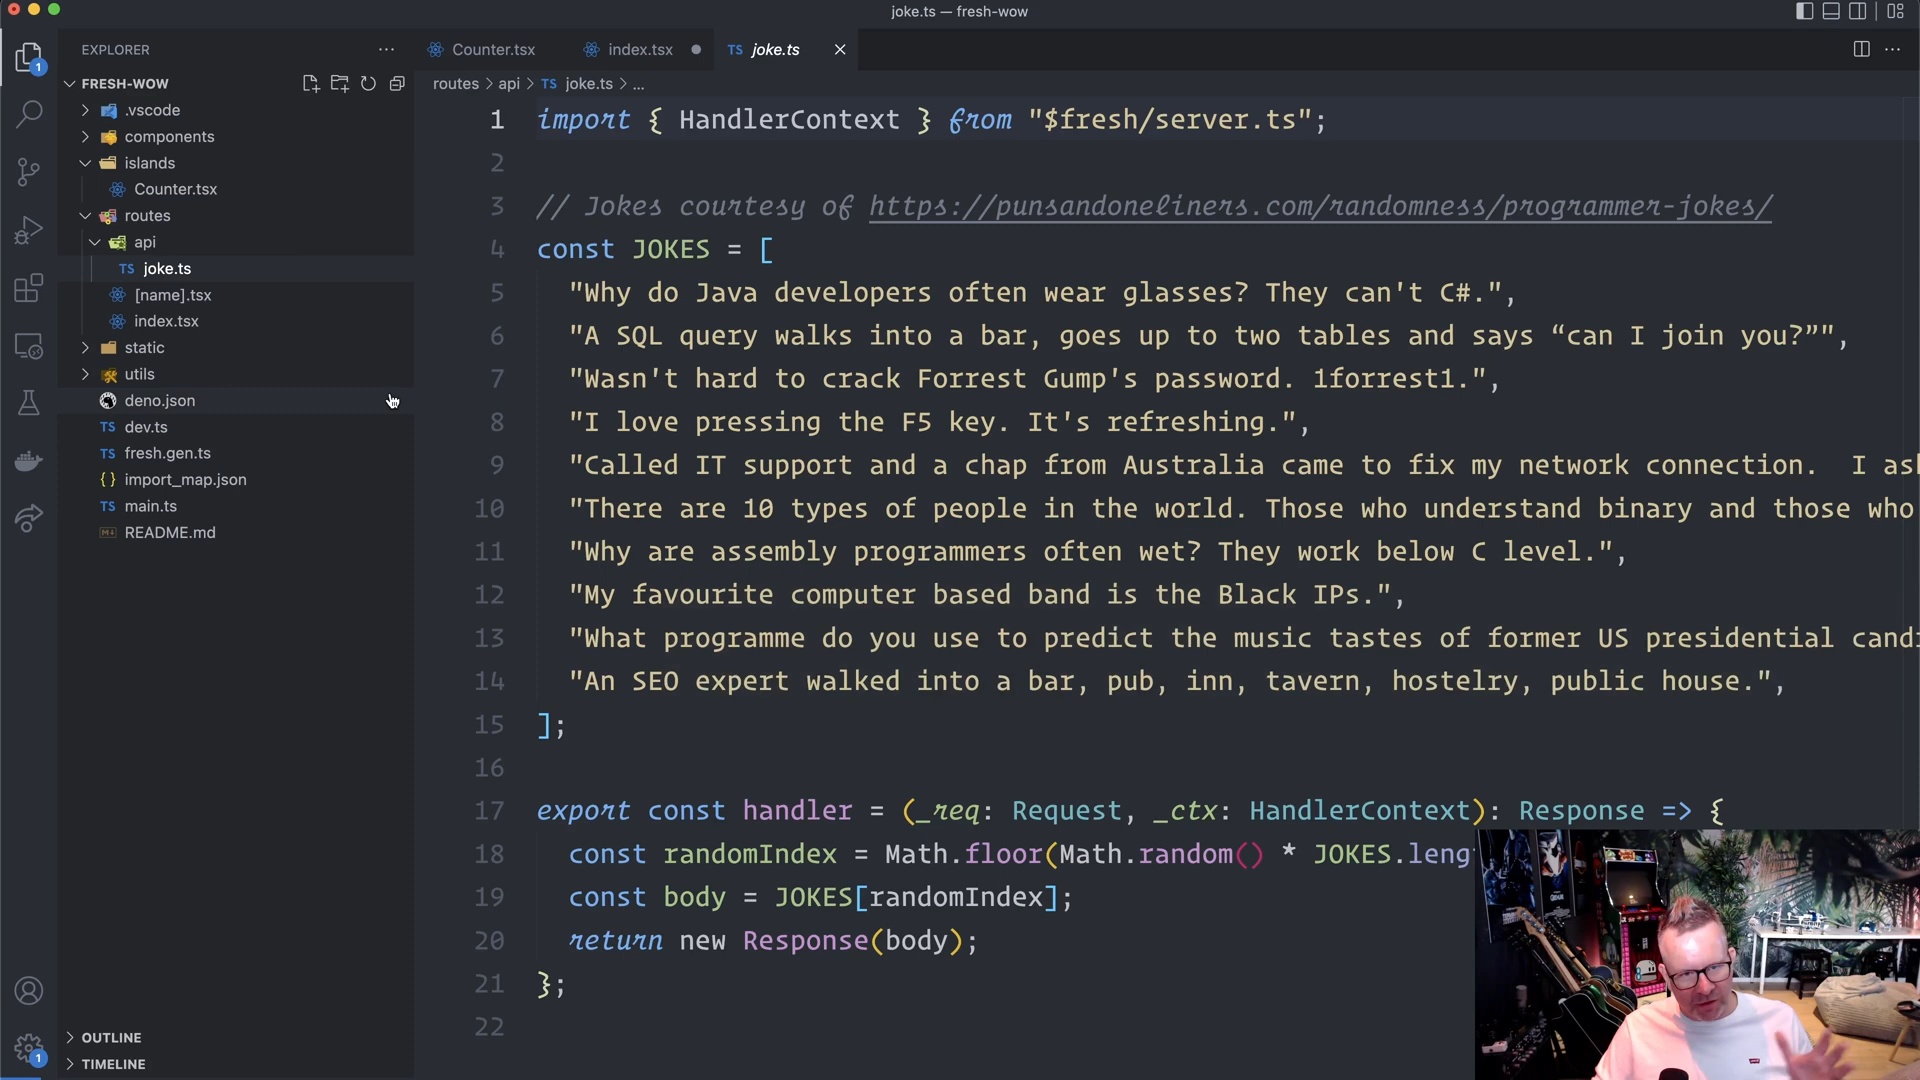 joke.ts — fresh-wow
EXPLORER
Counter.tsx
index.tsx
TS joke.ts
FRESH-WOW
routes > api > TS joke.ts > ...
.vscode
components
islands
Counter.tsx
routes
api
TS joke.ts
[name].tsx
index.tsx
static
utils
deno.json
TS dev.ts
TS fresh.gen.ts
{ } import_map.json
TS main.ts
README.md
OUTLINE
TIMELINE
1
1
1 import { HandlerContext } from "$fresh/server.ts";
2
3 // Jokes courtesy of https://punsandoneliners.com/randomness/programmer-jokes/
4 const JOKES = [
5 "Why do Java developers often wear glasses? They can't C#.",
6 "A SQL query walks into a bar, goes up to two tables and says “can I join you?”",
7 "Wasn't hard to crack Forrest Gump's password. 1forrest1.",
8 "I love pressing the F5 key. It's refreshing.",
9 "Called IT support and a chap from Australia came to fix my network connection.  I as
10 "There are 10 types of people in the world. Those who understand binary and those who
11 "Why are assembly programmers often wet? They work below C level.",
12 "My favourite computer based band is the Black IPs.",
13 "What programme do you use to predict the music tastes of former US presidential cand
14 "An SEO expert walked into a bar, pub, inn, tavern, hostelry, public house.",
15 ];
16
17 export const handler = (_req: Request, _ctx: HandlerContext): Response => {
18 const randomIndex = Math.floor(Math.random() * JOKES.leng
19 const body = JOKES[randomIndex];
20 return new Response(body);
21 };
22